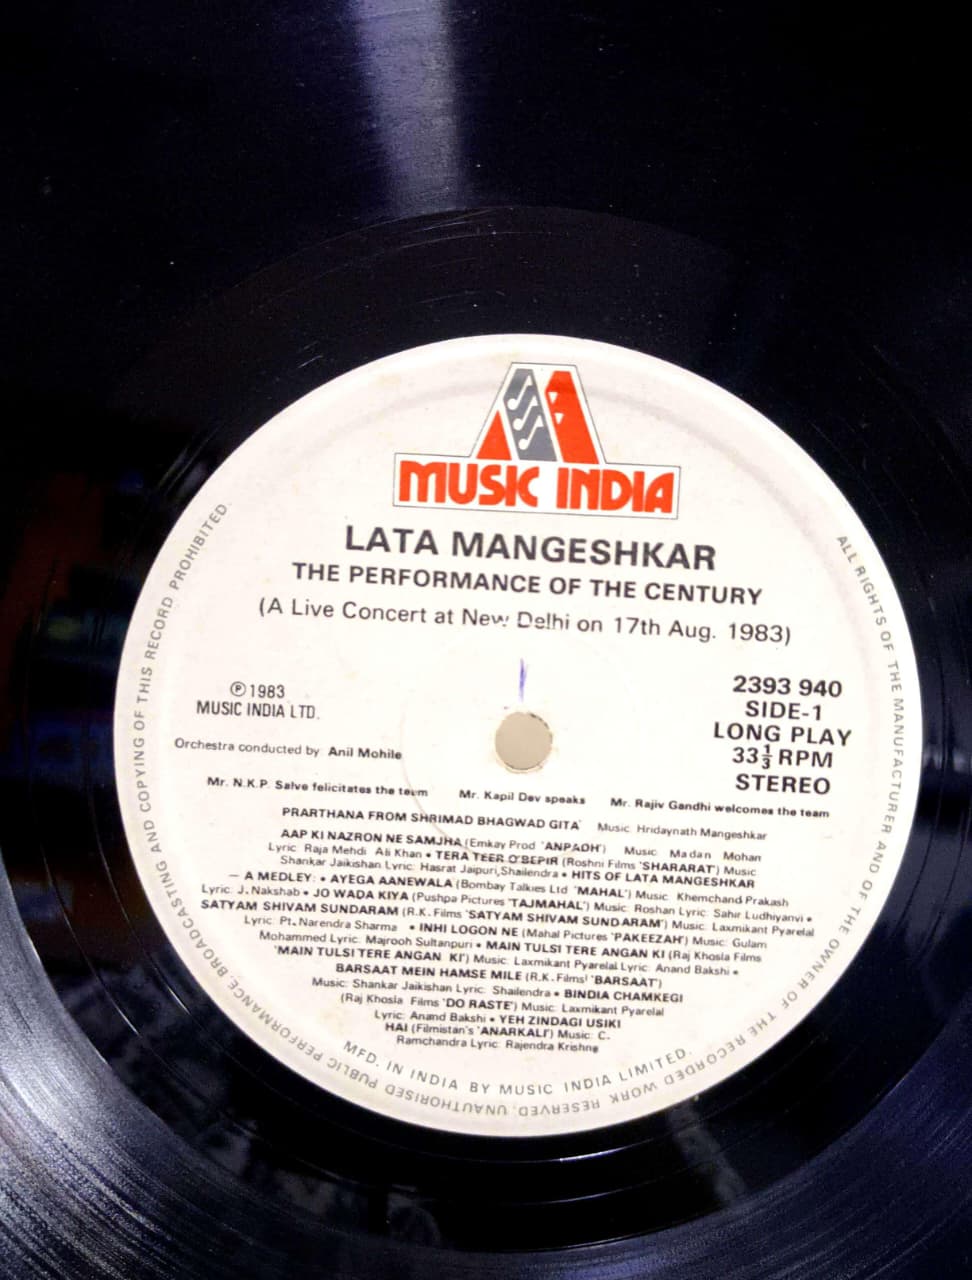 MUSIC INDIA
LATA MANGESHKAR
THE PERFORMANCE OF THE CENTURY
(A Live Concert at New Delhi on 17th Aug. 1983)
℗ 1983
MUSIC INDIA LTD.
2393 940
SIDE-1
LONG PLAY
33⅓ RPM
STEREO
Orchestra conducted by Anil Mohile
Mr. N.K.P. Salve felicitates the team Mr. Kapil Dev speaks Mr. Rajiv Gandhi welcomes the team
PRARTHANA FROM SHRIMAD BHAGWAD GITA Music: Hridaynath Mangeshkar
AAP KI NAZRON NE SAMJHA (Emkay Prod 'ANPADH') Music: Madan Mohan
Lyric: Raja Mehdi Ali Khan • TERA TEER O'BEPIR (Roshni Films 'SHARARAT') Music
Shankar Jaikishan Lyric: Hasrat Jaipuri, Shailendra • HITS OF LATA MANGESHKAR
— A MEDLEY: • AYEGA AANEWALA (Bombay Talkies Ltd 'MAHAL') Music: Khemchand Prakash
Lyric: J. Nakshab • JO WADA KIYA (Pushpa Pictures 'TAJMAHAL') Music: Roshan Lyric: Sahir Ludhiyanvi •
SATYAM SHIVAM SUNDARAM (R.K. Films 'SATYAM SHIVAM SUNDARAM') Music: Laxmikant Pyarelal
Lyric: Pt. Narendra Sharma • INHI LOGON NE (Mahal Pictures 'PAKEEZAH') Music: Gulam
Mohammed Lyric: Majrooh Sultanpuri • MAIN TULSI TERE ANGAN KI (Raj Khosla Films
'MAIN TULSI TERE ANGAN KI') Music: Laxmikant Pyarelal Lyric: Anand Bakshi •
BARSAAT MEIN HAMSE MILE (R.K. Films' 'BARSAAT')
Music: Shankar Jaikishan Lyric: Shailendra • BINDIA CHAMKEGI
(Raj Khosla Films 'DO RASTE') Music: Laxmikant Pyarelal
Lyric: Anand Bakshi • YEH ZINDAGI USIKI
HAI (Filmistan's 'ANARKALI') Music: C.
Ramchandra Lyric: Rajendra Krishna
MFD. IN INDIA BY MUSIC INDIA LIMITED.
ALL RIGHTS OF THE MANUFACTURER AND OF THE OWNER OF THE RECORDED WORK RESERVED. UNAUTHORISED PUBLIC PERFORMANCE, BROADCASTING AND COPYING OF THIS RECORD PROHIBITED.